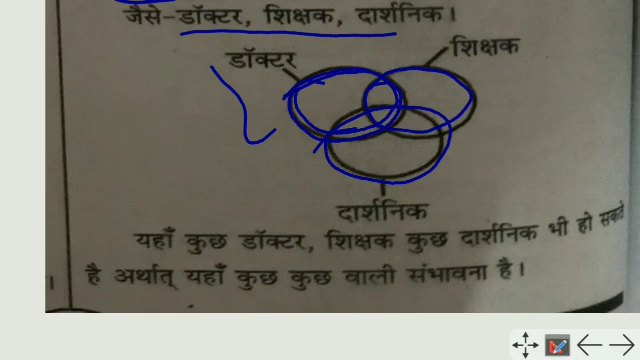 जैसे-डॉक्टर, शिक्षक, दार्शनिक।
डॉक्टर
शिक्षक
दार्शनिक
यहाँ कुछ डॉक्टर, शिक्षक कुछ दार्शनिक भी हो सकते
है अर्थात् यहाँ कुछ कुछ वाली संभावना है।